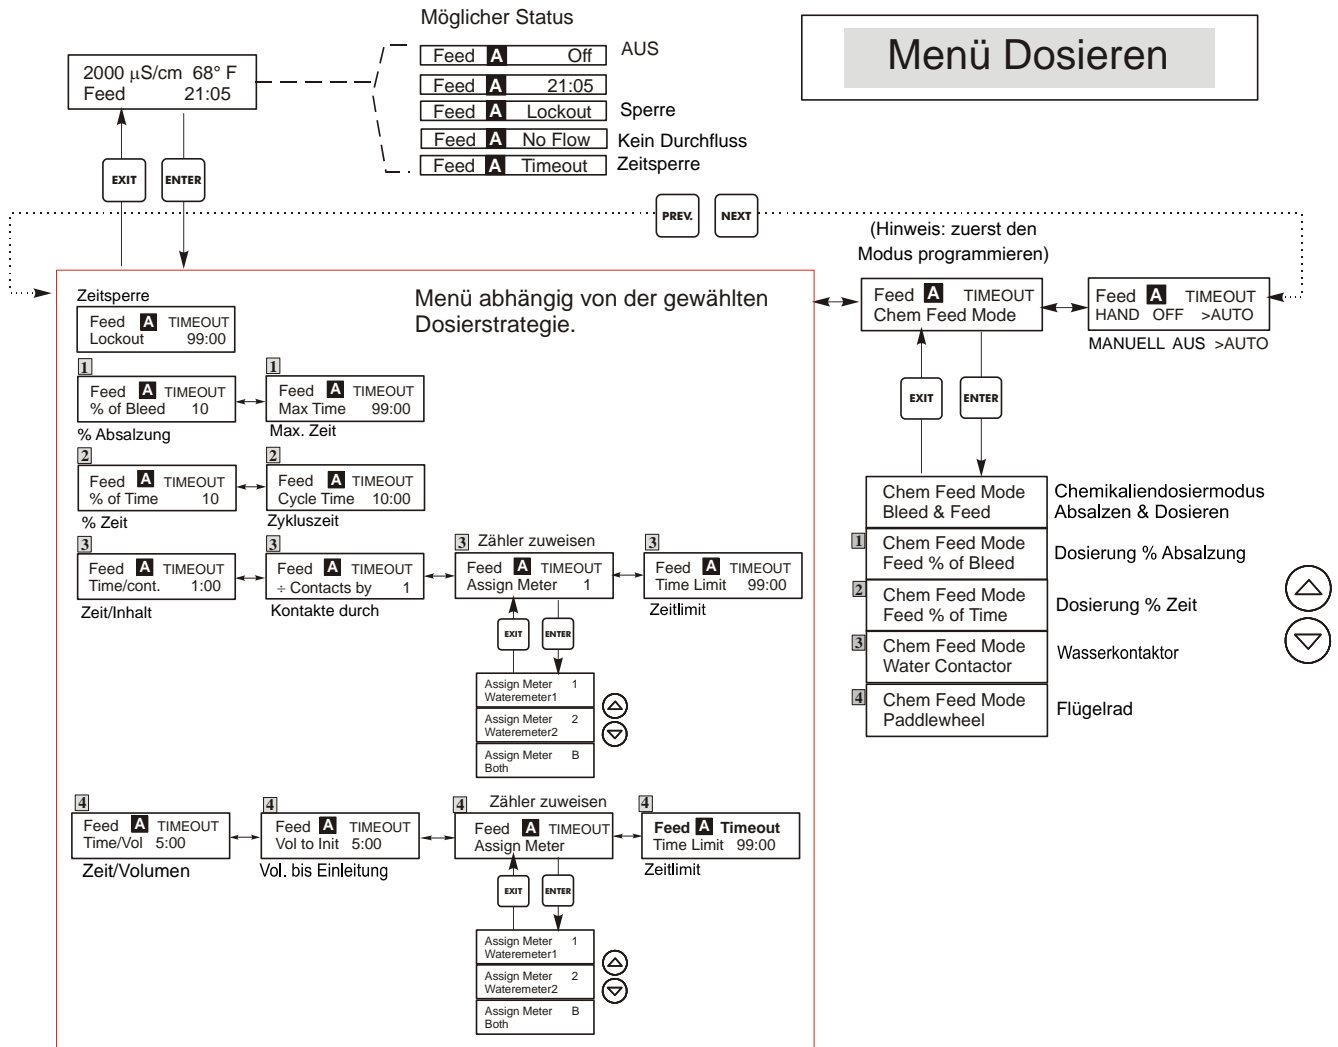 Möglicher Status
Menü Dosieren
2000 μS/cm 68° F
Feed 21:05
Feed A Off
AUS
Feed A 21:05
Feed A Lockout
Sperre
Feed A No Flow
Kein Durchfluss
Feed A Timeout
Zeitsperre
EXIT
ENTER
PREV.
NEXT
(Hinweis: zuerst den
Modus programmieren)
Feed A TIMEOUT
Chem Feed Mode
Feed A TIMEOUT
HAND OFF >AUTO
MANUELL AUS >AUTO
EXIT
ENTER
Menü abhängig von der gewählten
Dosierstrategie.
Zeitsperre
Feed A TIMEOUT
Lockout 99:00
1
Feed A TIMEOUT
% of Bleed 10
% Absalzung
1
Feed A TIMEOUT
Max Time 99:00
Max. Zeit
2
Feed A TIMEOUT
% of Time 10
% Zeit
2
Feed A TIMEOUT
Cycle Time 10:00
Zykluszeit
3
Feed A TIMEOUT
Time/cont. 1:00
Zeit/Inhalt
3
Feed A TIMEOUT
÷ Contacts by 1
Kontakte durch
3 Zähler zuweisen
Feed A TIMEOUT
Assign Meter 1
3
Feed A TIMEOUT
Time Limit 99:00
Zeitlimit
EXIT
ENTER
Assign Meter 1
Wateremeter1
Assign Meter 2
Wateremeter2
Assign Meter B
Both
4
Feed A TIMEOUT
Time/Vol 5:00
Zeit/Volumen
4
Feed A TIMEOUT
Vol to Init 5:00
Vol. bis Einleitung
4 Zähler zuweisen
Feed A TIMEOUT
Assign Meter
4
Feed A Timeout
Time Limit 99:00
Zeitlimit
EXIT
ENTER
Assign Meter 1
Wateremeter1
Assign Meter 2
Wateremeter2
Assign Meter B
Both
Chem Feed Mode
Bleed & Feed
Chemikaliendosiermodus
Absalzen & Dosieren
1
Chem Feed Mode
Feed % of Bleed
Dosierung % Absalzung
2
Chem Feed Mode
Feed % of Time
Dosierung % Zeit
3
Chem Feed Mode
Water Contactor
Wasserkontaktor
4
Chem Feed Mode
Paddlewheel
Flügelrad